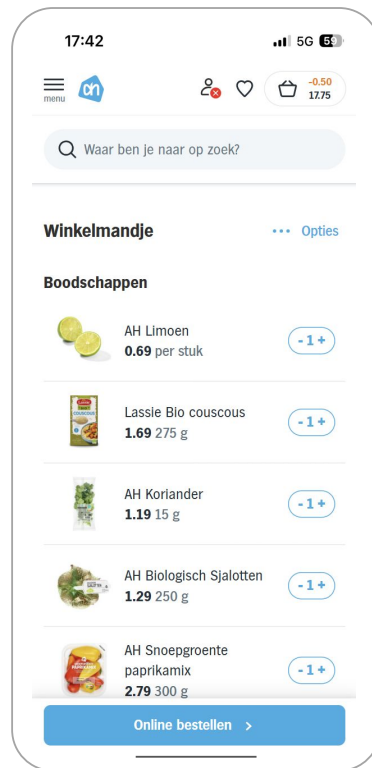 17:42
5G 59
menu
ah
-0.50
17.75
Waar ben je naar op zoek?
Winkelmandje
Opties
Boodschappen
AH Limoen
0.69 per stuk
- 1 +
Lassie Bio couscous
1.69 275 g
- 1 +
AH Koriander
1.19 15 g
- 1 +
AH Biologisch Sjalotten
1.29 250 g
- 1 +
AH Snoepgroente
paprikamix
2.79 300 g
- 1 +
Online bestellen